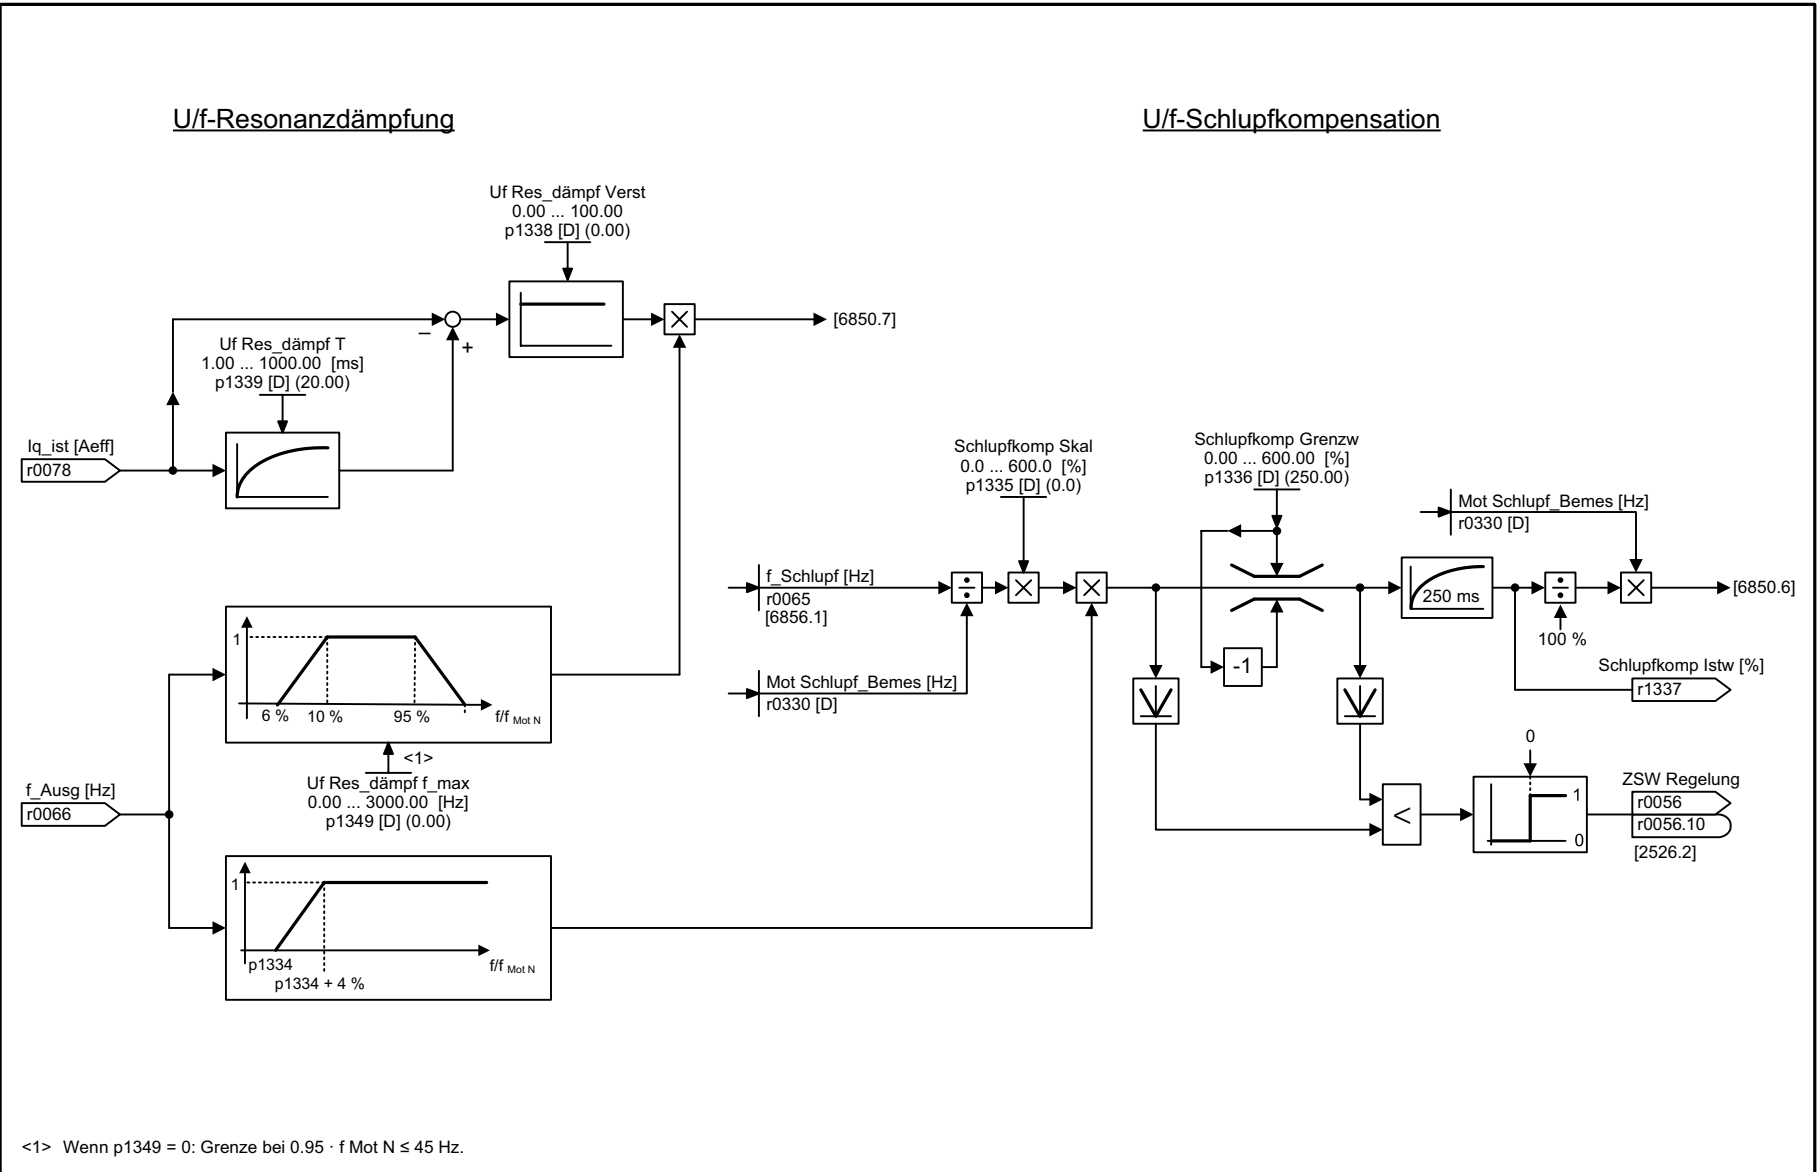 U/f-Resonanzdämpfung
U/f-Schlupfkompensation
Uf Res_dämpf Verst
0.00 ... 100.00
p1338 [D] (0.00)
[6850.7]
–
+
Uf Res_dämpf T
1.00 ... 1000.00 [ms]
p1339 [D] (20.00)
Iq_ist [Aeff]
r0078
Schlupfkomp Skal
0.0 ... 600.0 [%]
p1335 [D] (0.0)
Schlupfkomp Grenzw
0.00 ... 600.00 [%]
p1336 [D] (250.00)
Mot Schlupf_Bemes [Hz]
r0330 [D]
f_Schlupf [Hz]
r0065
[6856.1]
250 ms
[6850.6]
100 %
-1
Mot Schlupf_Bemes [Hz]
r0330 [D]
Schlupfkomp Istw [%]
r1337
1
6 %
10 %
95 %
f/f Mot N
<1>
Uf Res_dämpf f_max
0.00 ... 3000.00 [Hz]
p1349 [D] (0.00)
f_Ausg [Hz]
r0066
<
0
1
0
ZSW Regelung
r0056
r0056.10
[2526.2]
1
p1334
p1334 + 4 %
f/f Mot N
<1> Wenn p1349 = 0: Grenze bei 0.95 · f Mot N ≤ 45 Hz.